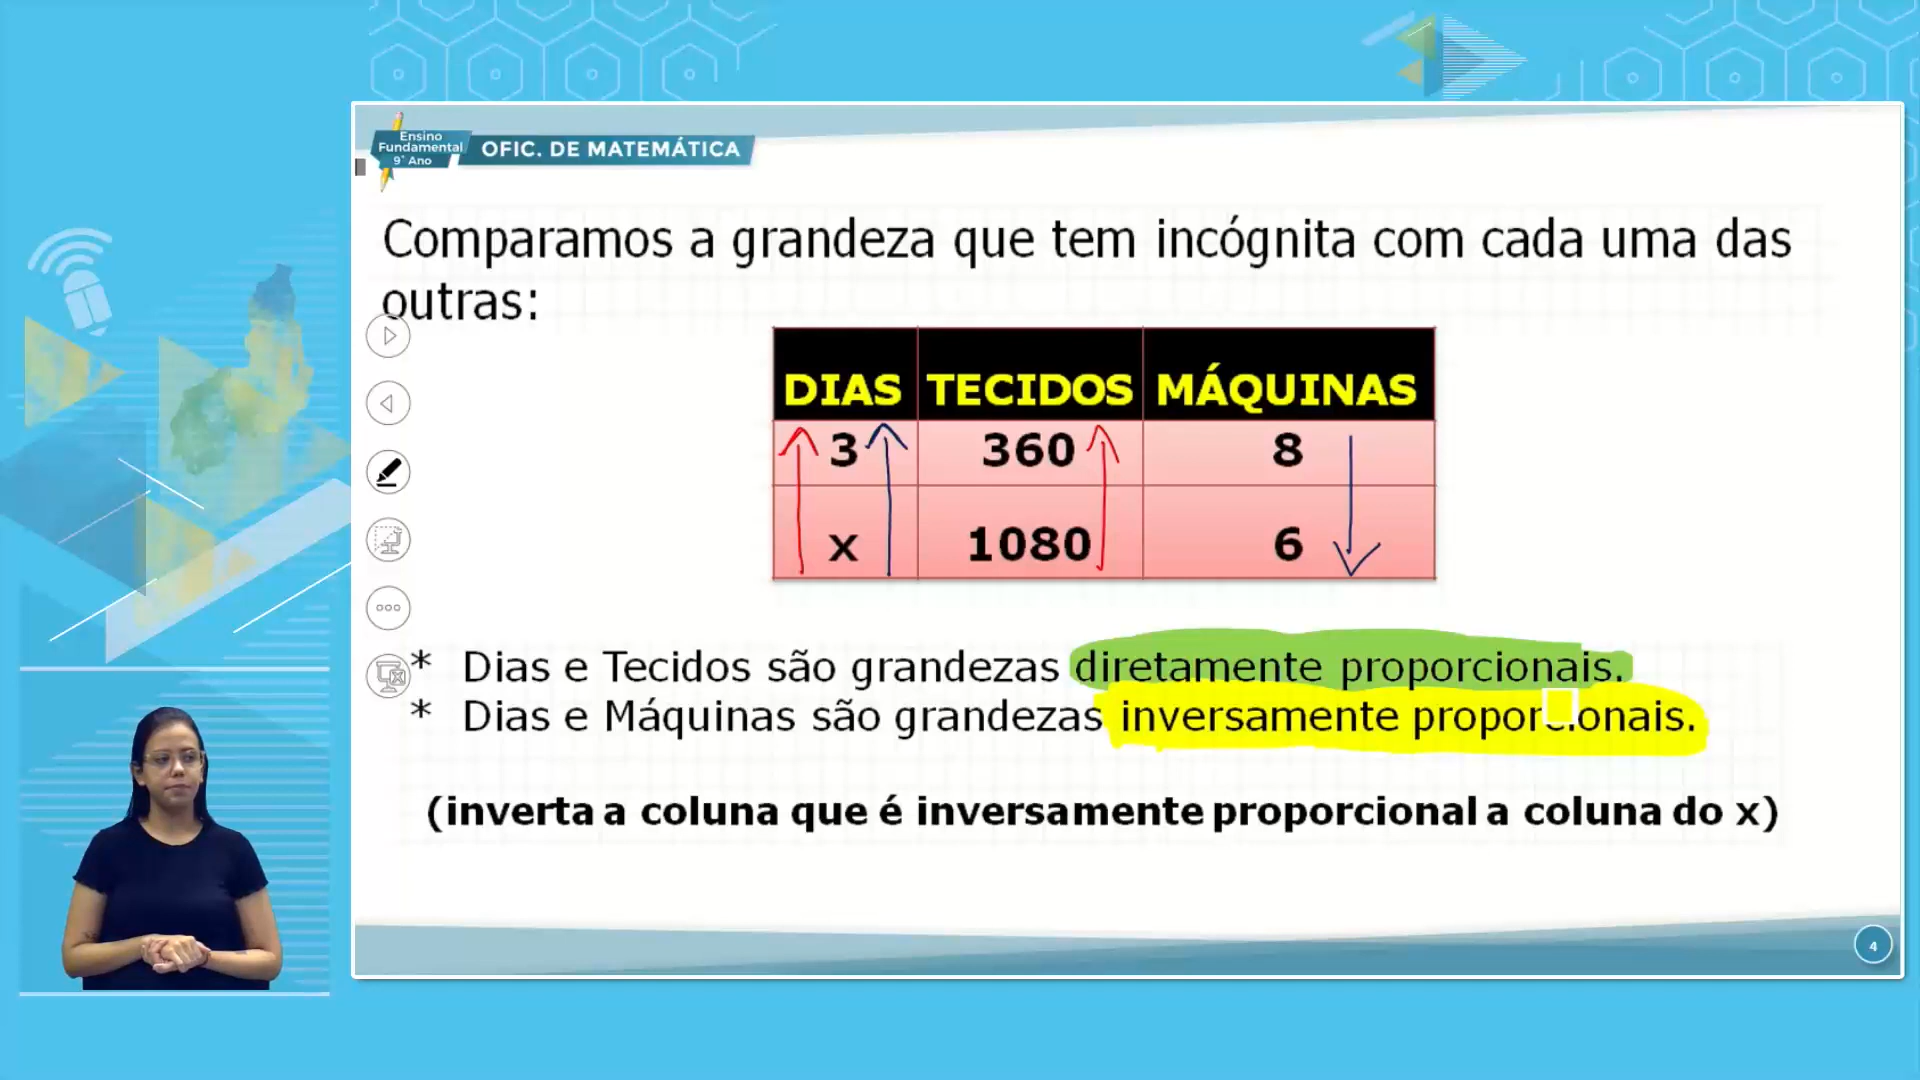 Ensino
Fundamental
9° Ano
OFIC. DE MATEMÁTICA
Comparamos a grandeza que tem incógnita com cada uma das
outras:
DIAS TECIDOS MÁQUINAS
3 360 8
x 1080 6
* Dias e Tecidos são grandezas diretamente proporcionais.
* Dias e Máquinas são grandezas inversamente proporcionais.
(inverta a coluna que é inversamente proporcional a coluna do x)
4